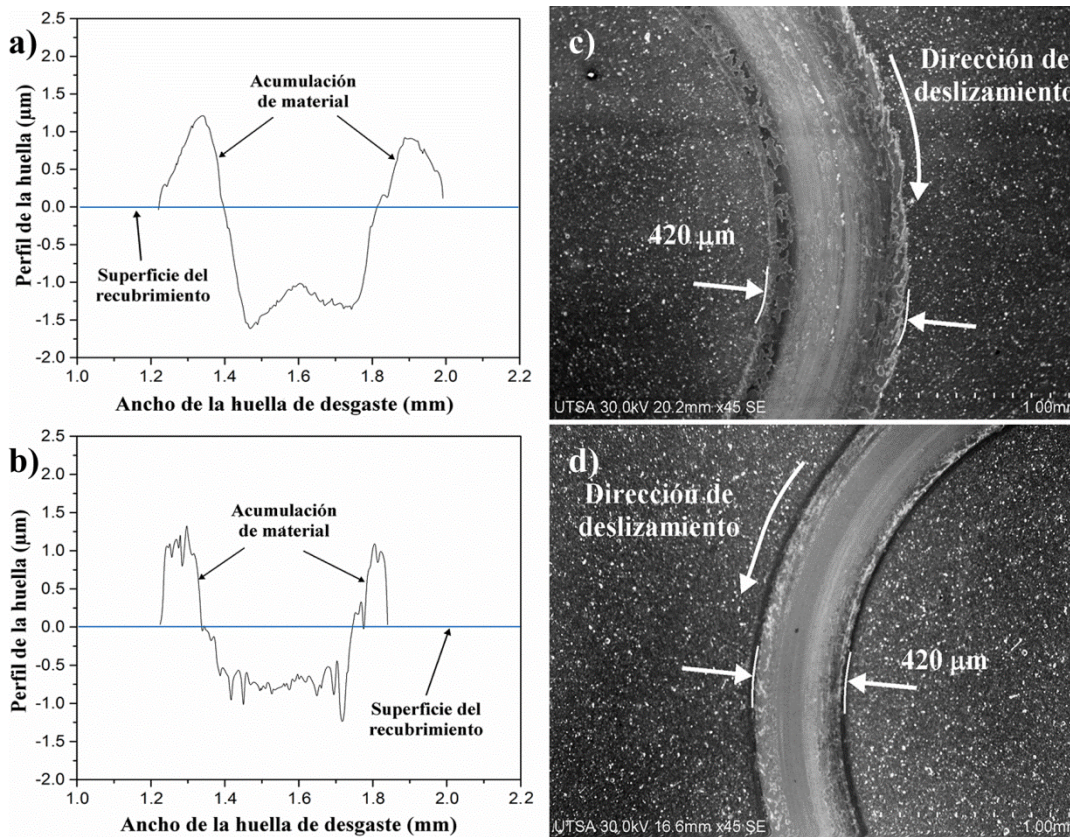 a)
2.5
2.0
1.5
1.0
0.5
0.0
-0.5
-1.0
-1.5
-2.0
Perfil de la huella (µm)
Acumulación
de material
Superficie del
recubrimiento
1.0 1.2 1.4 1.6 1.8 2.0 2.2
Ancho de la huella de desgaste (mm)
b)
2.5
2.0
1.5
1.0
0.5
0.0
-0.5
-1.0
-1.5
-2.0
Perfil de la huella (µm)
Acumulación
de material
Superficie del
recubrimiento
1.0 1.2 1.4 1.6 1.8 2.0 2.2
Ancho de la huella de desgaste (mm)
c)
Dirección de
deslizamiento
420 µm
UTSA 30.0kV 20.2mm x45 SE 1.00mm
d)
Dirección de
deslizamiento
420 µm
UTSA 30.0kV 16.6mm x45 SE 1.00mm